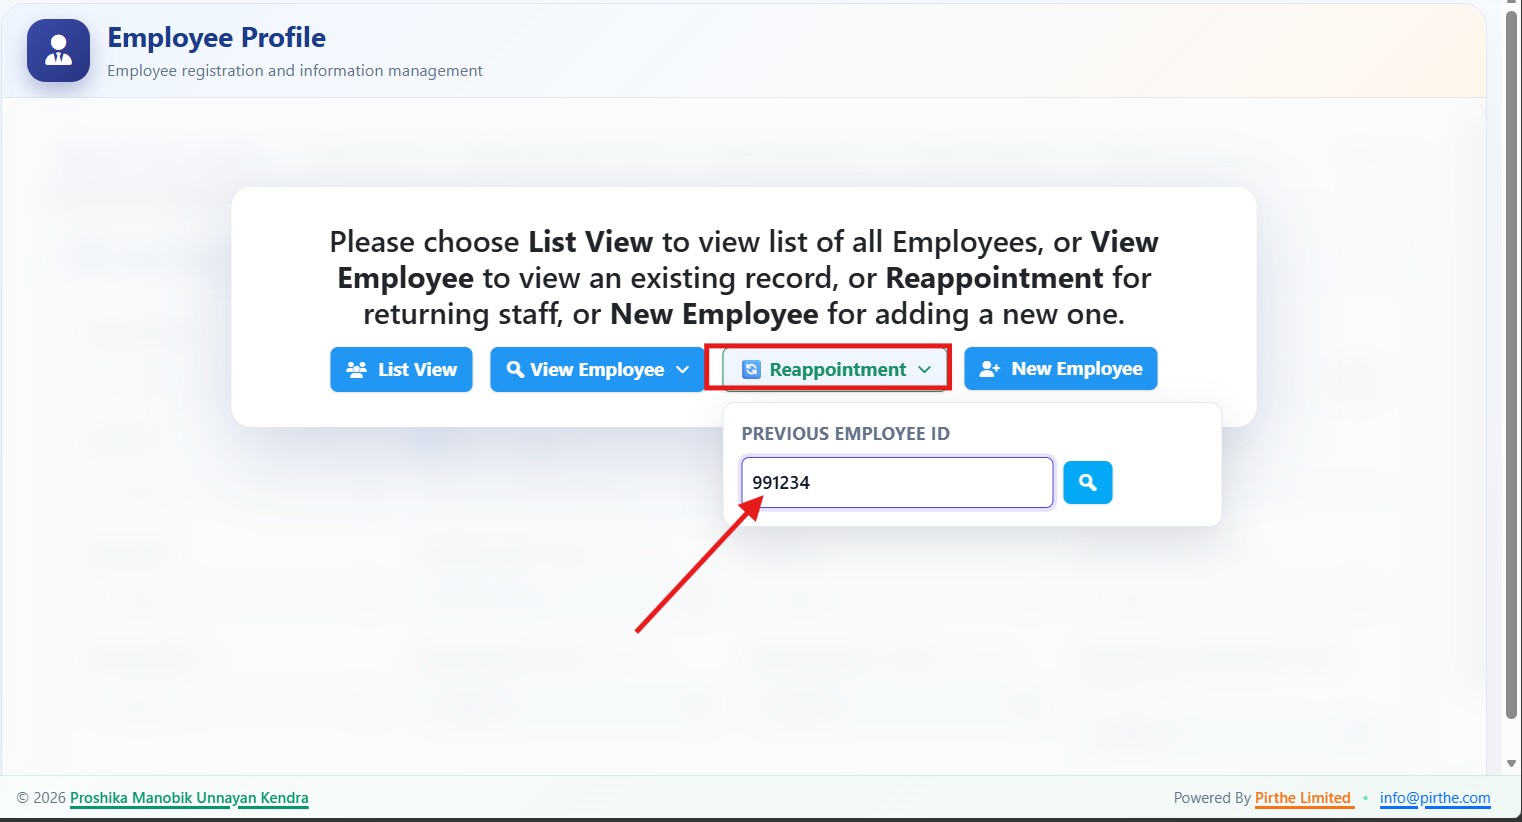 Employee Profile
Employee registration and information management
Please choose List View to view list of all Employees, or View
Employee to view an existing record, or Reappointment for
returning staff, or New Employee for adding a new one.
List View
View Employee
Reappointment
New Employee
PREVIOUS EMPLOYEE ID
991234
© 2026 Proshika Manobik Unnayan Kendra
Powered By Pirthe Limited • info@pirthe.com